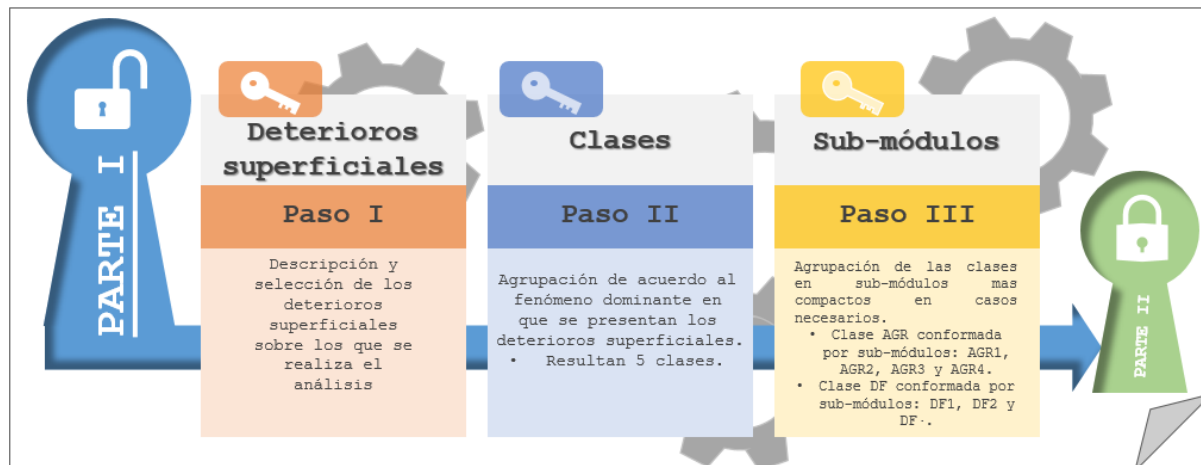 PARTE I
Deterioros
superficiales
Paso I
Descripción y
selección de los
deterioros
superficiales
sobre los que se
realiza el
análisis
Clases
Paso II
Agrupación de acuerdo al
fenómeno dominante en
que se presentan los
deterioros superficiales.
• Resultan 5 clases.
Sub-módulos
Paso III
Agrupación de las clases
en sub-módulos mas
compactos en casos
necesarios.
• Clase AGR conformada
por sub-módulos: AGR1,
AGR2, AGR3 y AGR4.
• Clase DF conformada por
sub-módulos: DF1, DF2 y
DF·.
PARTE II